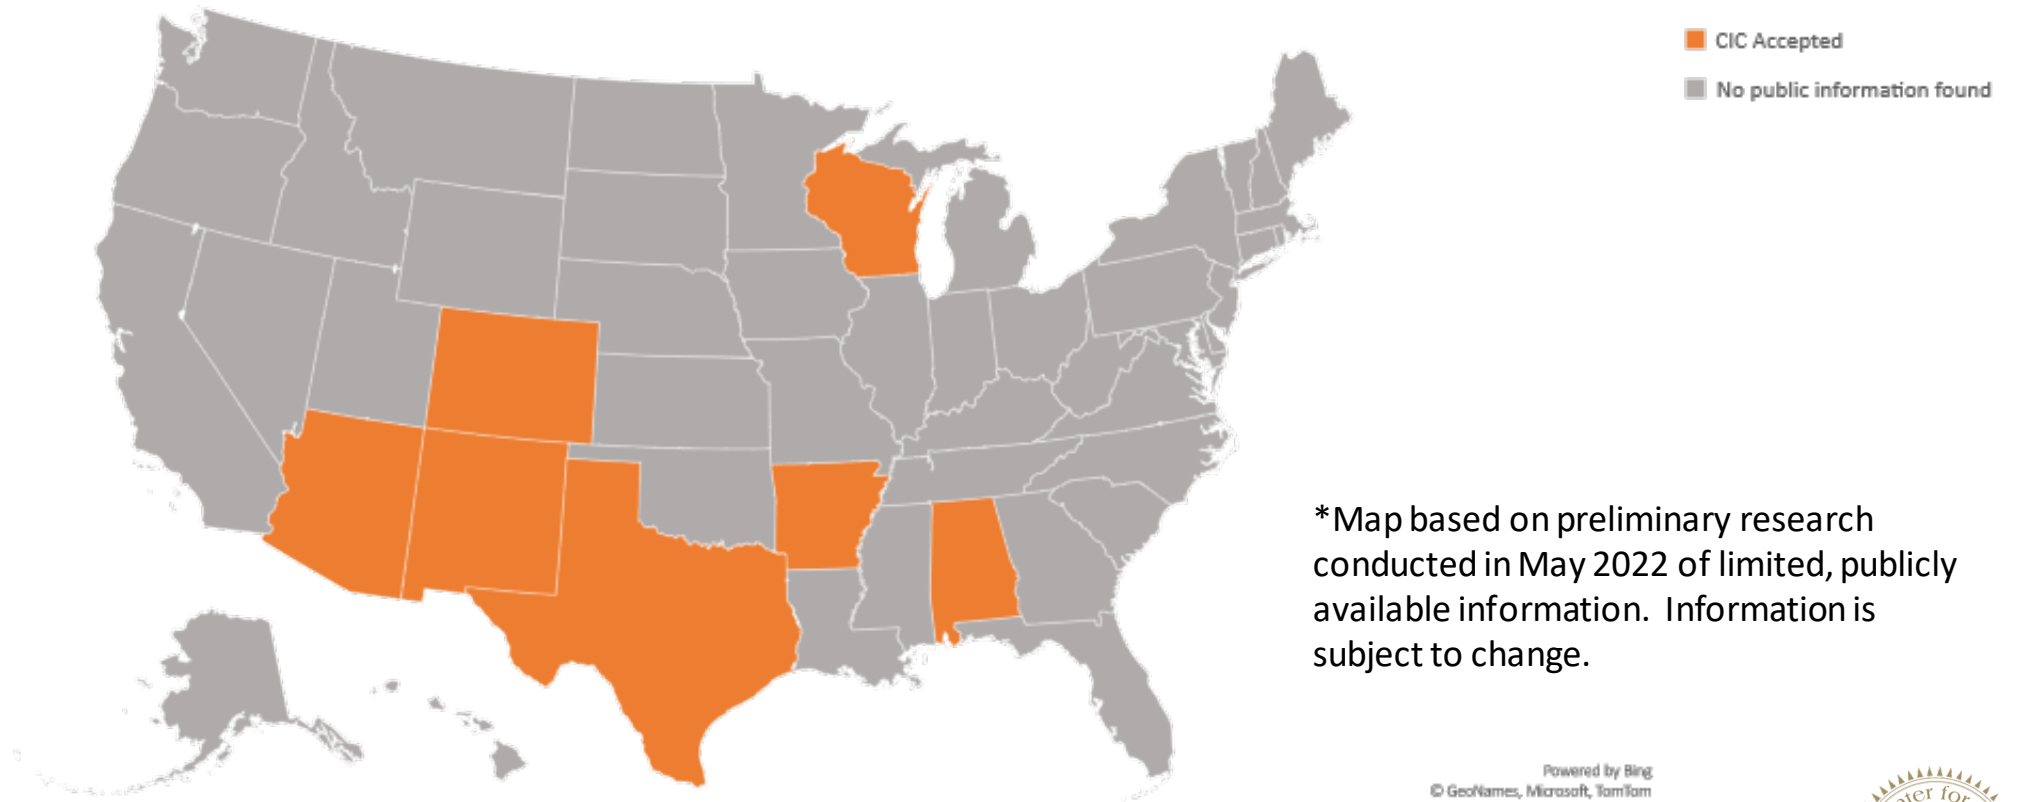 CIC Accepted
No public information found
*Map based on preliminary research
conducted in May 2022 of limited, publicly
available information.  Information is
subject to change.
Powered by Bing
© GeoNames, Microsoft, TomTom
for